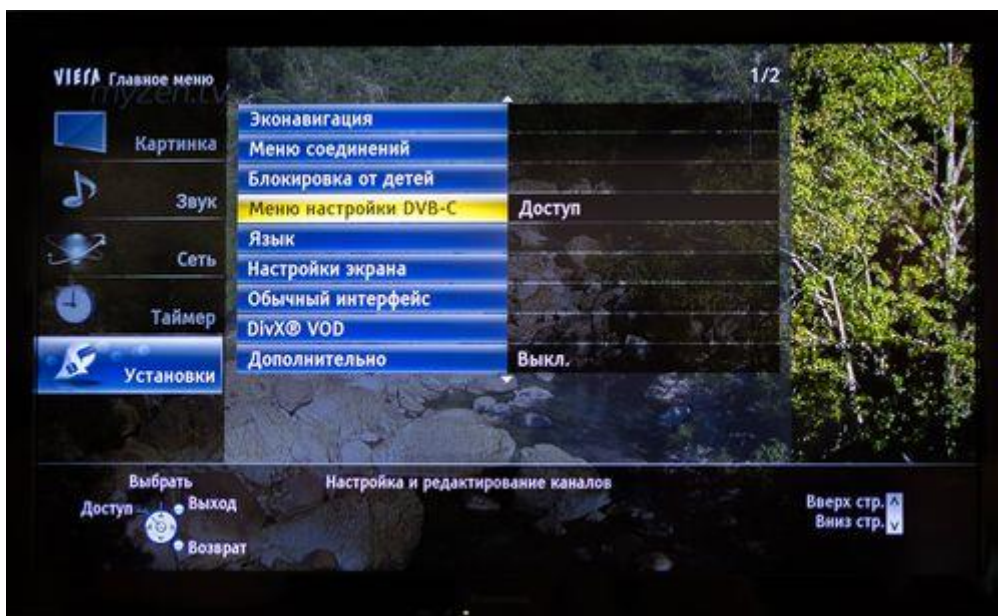 VIERA Главное меню
myzen.tv
1/2
Картинка
Звук
Сеть
Таймер
Установки
Эконавигация
Меню соединений
Блокировка от детей
Меню настройки DVB-C Доступ
Язык
Настройки экрана
Обычный интерфейс
DivX® VOD
Дополнительно Выкл.
Выбрать
Доступ
Выход
Возврат
Настройка и редактирование каналов
Вверх стр.
Вниз стр.